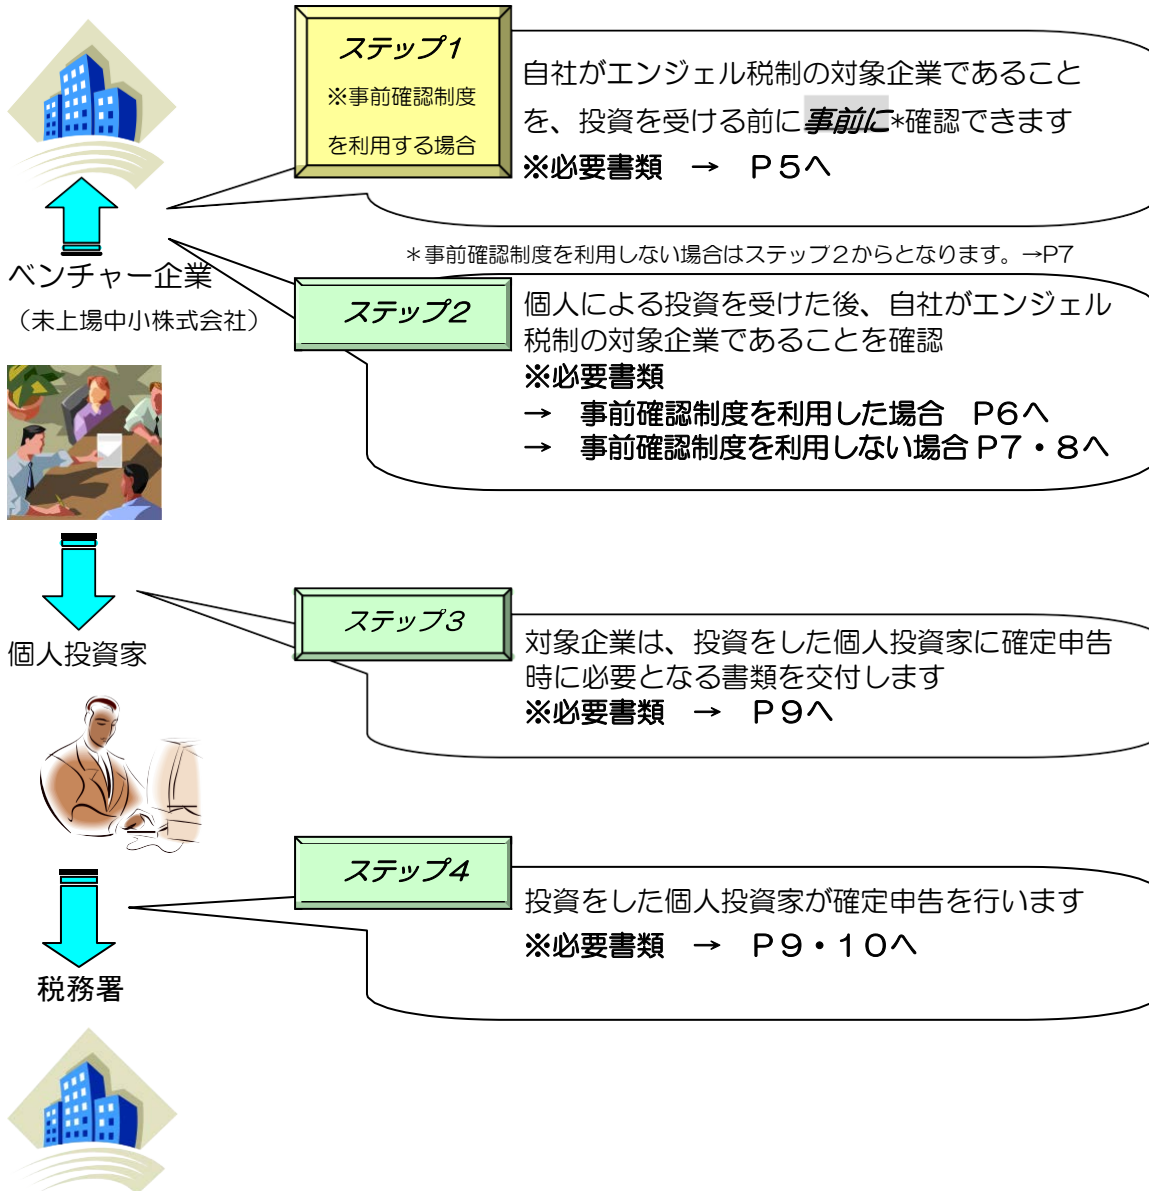 ステップ1
※事前確認制度
を利用する場合
自社がエンジェル税制の対象企業であること
を、投資を受ける前に事前に*確認できます
※必要書類 → P5へ
ベンチャー企業
（未上場中小株式会社）
＊事前確認制度を利用しない場合はステップ２からとなります。→P7
ステップ2
個人による投資を受けた後、自社がエンジェル
税制の対象企業であることを確認
※必要書類
→ 事前確認制度を利用した場合 P6へ
→ 事前確認制度を利用しない場合 P7・8へ
個人投資家
ステップ3
対象企業は、投資をした個人投資家に確定申告
時に必要となる書類を交付します
※必要書類 → P9へ
ステップ4
投資をした個人投資家が確定申告を行います
※必要書類 → P9・10へ
税務署